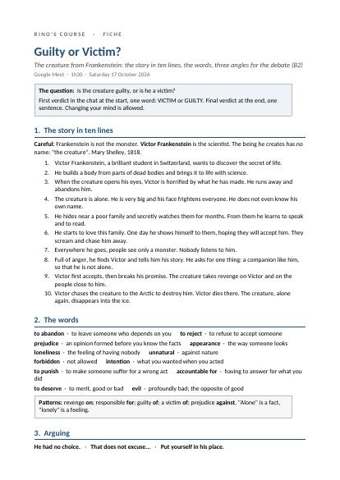 RINO'S COURSE · FICHE
Guilty or Victim?
The creature from Frankenstein: the story in ten lines, the words, three angles for the debate (B2)
Google Meet · 19:00 · Saturday 17 October 2026
The question: Is the creature guilty, or is he a victim?
First verdict in the chat at the start, one word: VICTIM or GUILTY. Final verdict at the end, one
sentence. Changing your mind is allowed.
1. The story in ten lines
Careful: Frankenstein is not the monster. Victor Frankenstein is the scientist. The being he creates has no
name: "the creature". Mary Shelley, 1818.
1. Victor Frankenstein, a brilliant student in Switzerland, wants to discover the secret of life.
2. He builds a body from parts of dead bodies and brings it to life with science.
3. When the creature opens his eyes, Victor is horrified by what he has made. He runs away and
abandons him.
4. The creature is alone. He is very big and his face frightens everyone. He does not even know his
own name.
5. He hides near a poor family and secretly watches them for months. From them he learns to speak
and to read.
6. He starts to love this family. One day he shows himself to them, hoping they will accept him. They
scream and chase him away.
7. Everywhere he goes, people see only a monster. Nobody listens to him.
8. Full of anger, he finds Victor and tells him his story. He asks for one thing: a companion like him,
so that he is not alone.
9. Victor first accepts, then breaks his promise. The creature takes revenge on Victor and on the
people close to him.
10. Victor chases the creature to the Arctic to destroy him. Victor dies there. The creature, alone
again, disappears into the ice.
2. The words
to abandon - to leave someone who depends on you to reject - to refuse to accept someone
prejudice - an opinion formed before you know the facts appearance - the way someone looks
loneliness - the feeling of having nobody unnatural - against nature
forbidden - not allowed intention - what you wanted when you acted
to punish - to make someone suffer for a wrong act accountable for - having to answer for what you
did
to deserve - to merit, good or bad evil - profoundly bad; the opposite of good
Patterns: revenge on; responsible for; guilty of; a victim of; prejudice against. "Alone" is a fact,
"lonely" is a feeling.
3. Arguing
He had no choice. · That does not excuse... · Put yourself in his place.